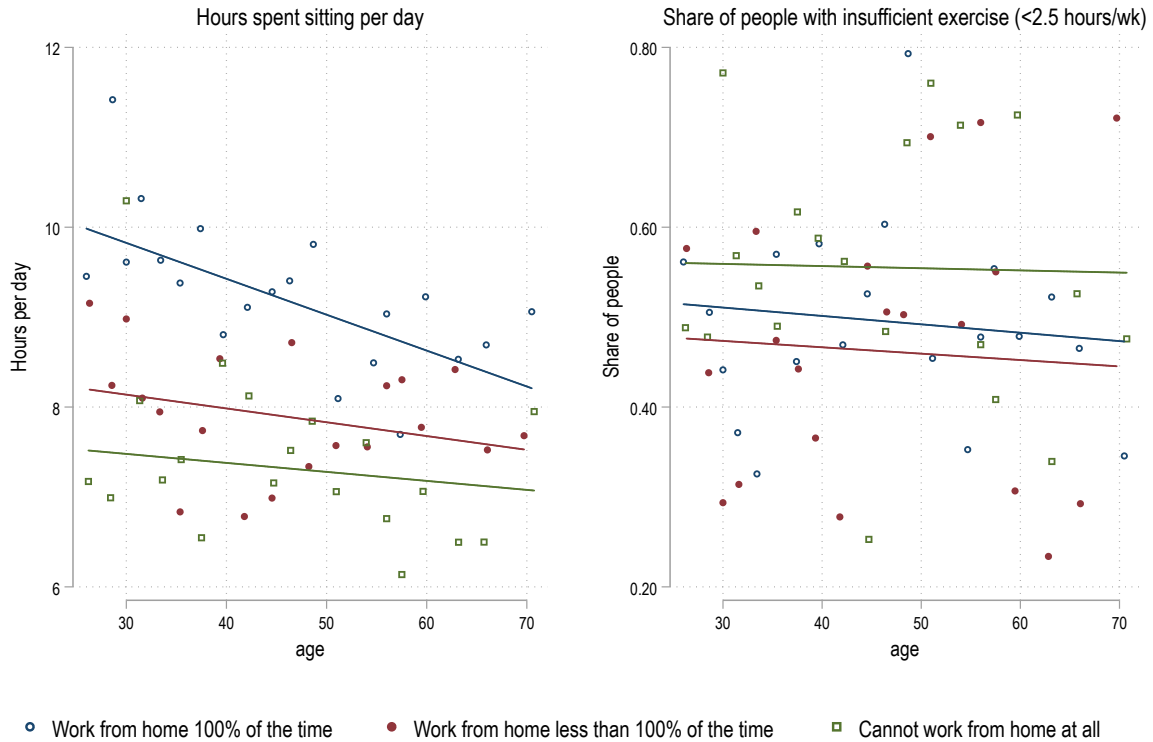 Hours spent sitting per day
12
10
8
6
Hours per day
30 40 50 60 70
age
Share of people with insufficient exercise (<2.5 hours/wk)
0.80
0.60
0.40
0.20
Share of people
30 40 50 60 70
age
Work from home 100% of the time
Work from home less than 100% of the time
Cannot work from home at all